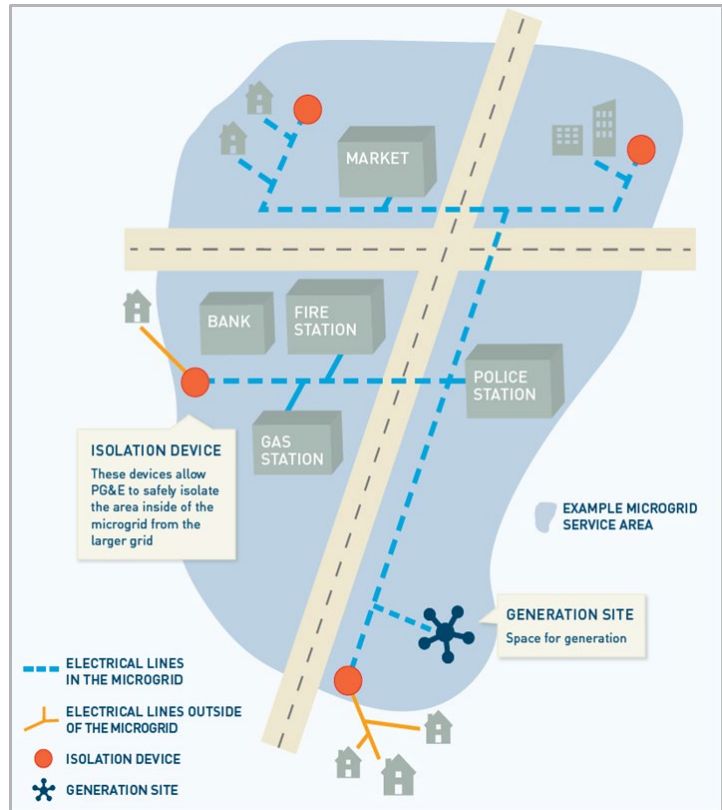 MARKET
BANK
FIRE
STATION
POLICE
STATION
GAS
STATION
ISOLATION DEVICE
These devices allow
PG&E to safely isolate
the area inside of the
microgrid from the
larger grid
EXAMPLE MICROGRID
SERVICE AREA
GENERATION SITE
Space for generation
ELECTRICAL LINES
IN THE MICROGRID
ELECTRICAL LINES OUTSIDE
OF THE MICROGRID
ISOLATION DEVICE
GENERATION SITE